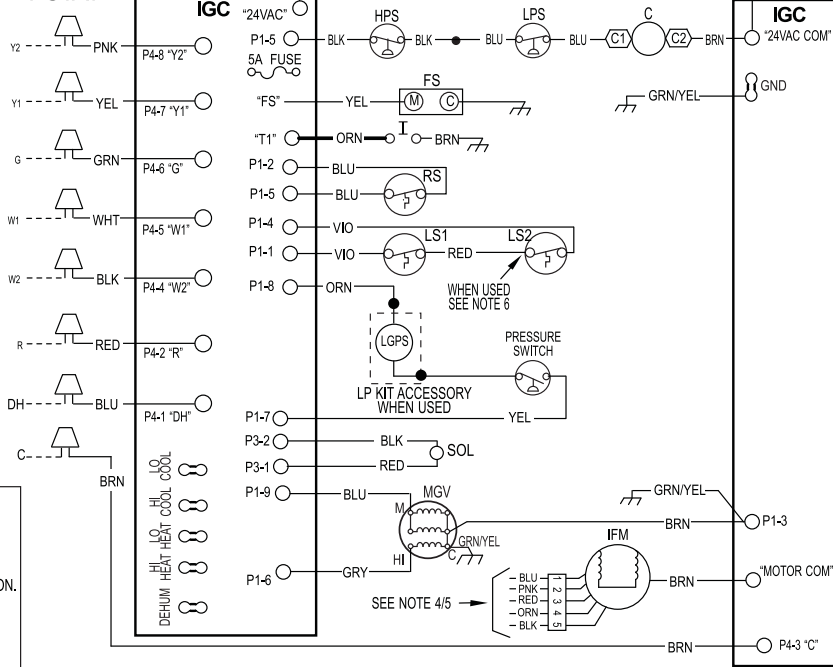 IGC
"24VAC"
HPS
LPS
C
IGC
Y2
PNK
P4-8 "Y2"
P1-5
BLK
BLK
BLU
BLU
C1
C2
BRN
"24VAC COM"
5A FUSE
FS
Y1
YEL
P4-7 "Y1"
"FS"
YEL
M
C
GRN/YEL
GND
"T1"
ORN
BRN
G
GRN
P4-6 "G"
P1-2
BLU
RS
P1-5
BLU
W1
WHT
P4-5 "W1"
P1-4
VIO
LS1
LS2
P1-1
VIO
RED
W2
BLK
P4-4 "W2"
P1-8
ORN
WHEN USED
SEE NOTE 6
R
RED
P4-2 "R"
LGPS
PRESSURE
SWITCH
LP KIT ACCESSORY
WHEN USED
DH
BLU
P4-1 "DH"
P1-7
YEL
C
BRN
P3-2
BLK
SOL
P3-1
RED
LO COOL
HI COOL
LO HEAT
HI HEAT
DEHUM
P1-9
BLU
MGV
M
GRN/YEL
BRN
P1-3
HI
C
GRN/YEL
IFM
P1-6
GRY
ON.
SEE NOTE 4/5
BLU 1
PNK 2
RED 3
ORN 4
BLK 5
BRN
"MOTOR COM"
BRN
P4-3 "C"